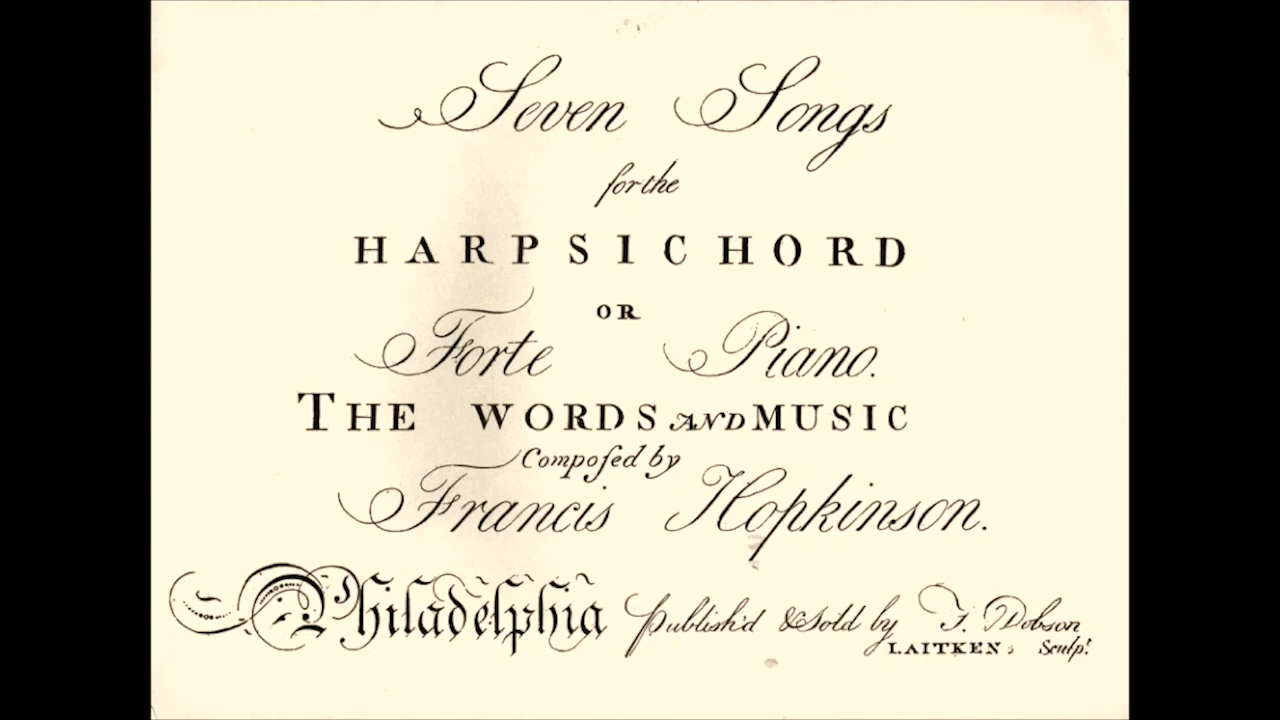 Seven Songs
for the
HARPSICHORD
OR
Forte Piano.
THE WORDS AND MUSIC
Compoſed by
Francis Hopkinson.
Philadelphia Publish'd & Sold by T. Dobson
I. AITKEN Sculpt.